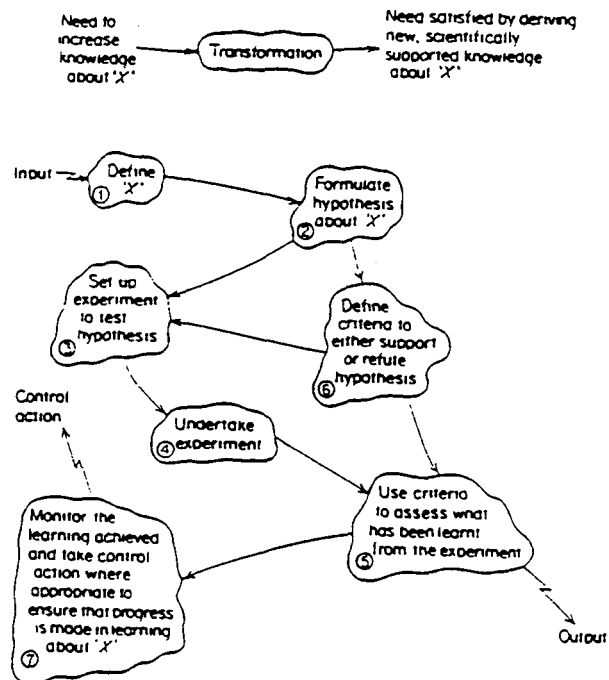 Need to
increase
knowledge
about 'X'
Transformation
Need satisfied by deriving
new, scientifically
supported knowledge
about 'X'
Input
Define
'X'
①
Formulate
hypothesis
about 'X'
②
Set up
experiment
to test
hypothesis
③
Define
criteria to
either support
or refute
hypothesis
⑥
Control
action
Undertake
experiment
④
Use criteria
to assess what
has been learnt
from the experiment
⑤
Monitor the
learning achieved
and take control
action where
appropriate to
ensure that progress
is made in learning
about 'X'
⑦
Output